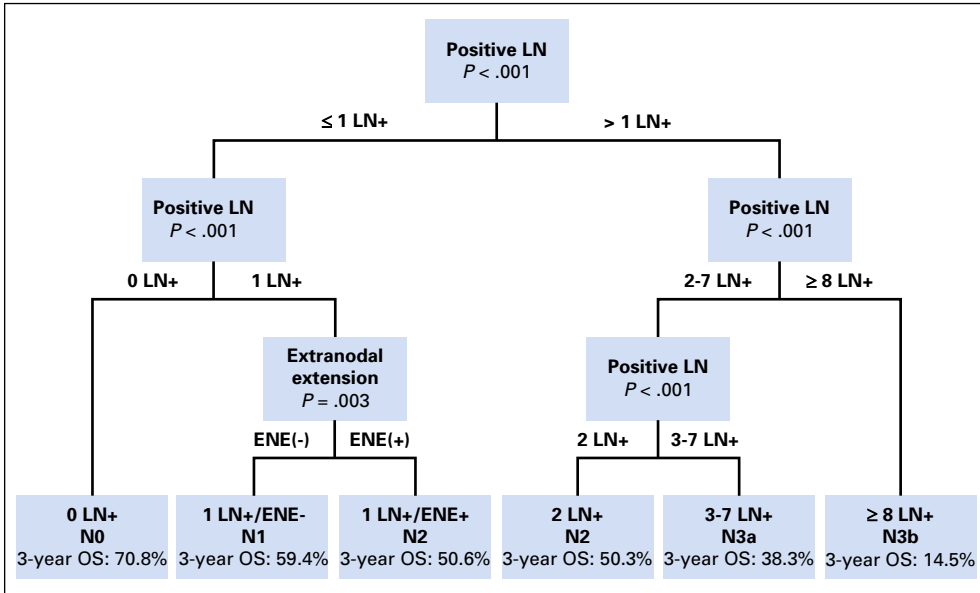 Positive LN
P < .001
≤ 1 LN+
> 1 LN+
Positive LN
P < .001
Positive LN
P < .001
0 LN+
1 LN+
2-7 LN+
≥ 8 LN+
Extranodal
extension
P = .003
Positive LN
P < .001
ENE(-)
ENE(+)
2 LN+
3-7 LN+
0 LN+
N0
3-year OS: 70.8%
1 LN+/ENE-
N1
3-year OS: 59.4%
1 LN+/ENE+
N2
3-year OS: 50.6%
2 LN+
N2
3-year OS: 50.3%
3-7 LN+
N3a
3-year OS: 38.3%
≥ 8 LN+
N3b
3-year OS: 14.5%